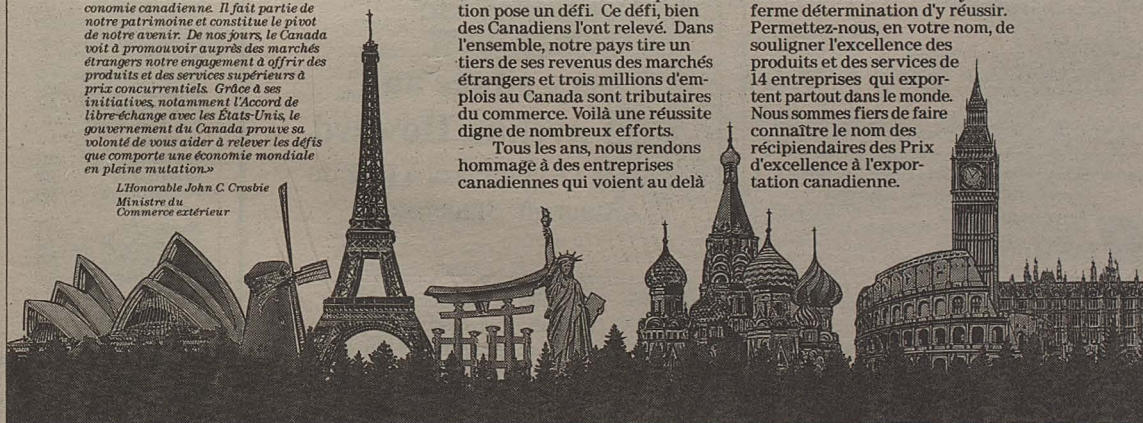 conomie canadienne. Il fait partie de
notre patrimoine et constitue le pivot
de notre avenir. De nos jours, le Canada
voit à promouvoir auprès des marchés
étrangers notre engagement à offrir des
produits et des services supérieurs à
prix concurrentiels. Grâce à ses
initiatives, notamment l'Accord de
libre-échange avec les États-Unis, le
gouvernement du Canada prouve sa
volonté de vous aider à relever les défis
que comporte une économie mondiale
en pleine mutation.»
L'Honorable John C. Crosbie
Ministre du
Commerce extérieur
tion pose un défi. Ce défi, bien
des Canadiens l'ont relevé. Dans
l'ensemble, notre pays tire un
tiers de ses revenus des marchés
étrangers et trois millions d'em-
plois au Canada sont tributaires
du commerce. Voilà une réussite
digne de nombreux efforts.
Tous les ans, nous rendons
hommage à des entreprises
canadiennes qui voient au delà
ferme détermination d'y réussir.
Permettez-nous, en votre nom, de
souligner l'excellence des
produits et des services de
14 entreprises qui expor-
tent partout dans le monde.
Nous sommes fiers de faire
connaître le nom des
récipiendaires des Prix
d'excellence à l'expor-
tation canadienne.